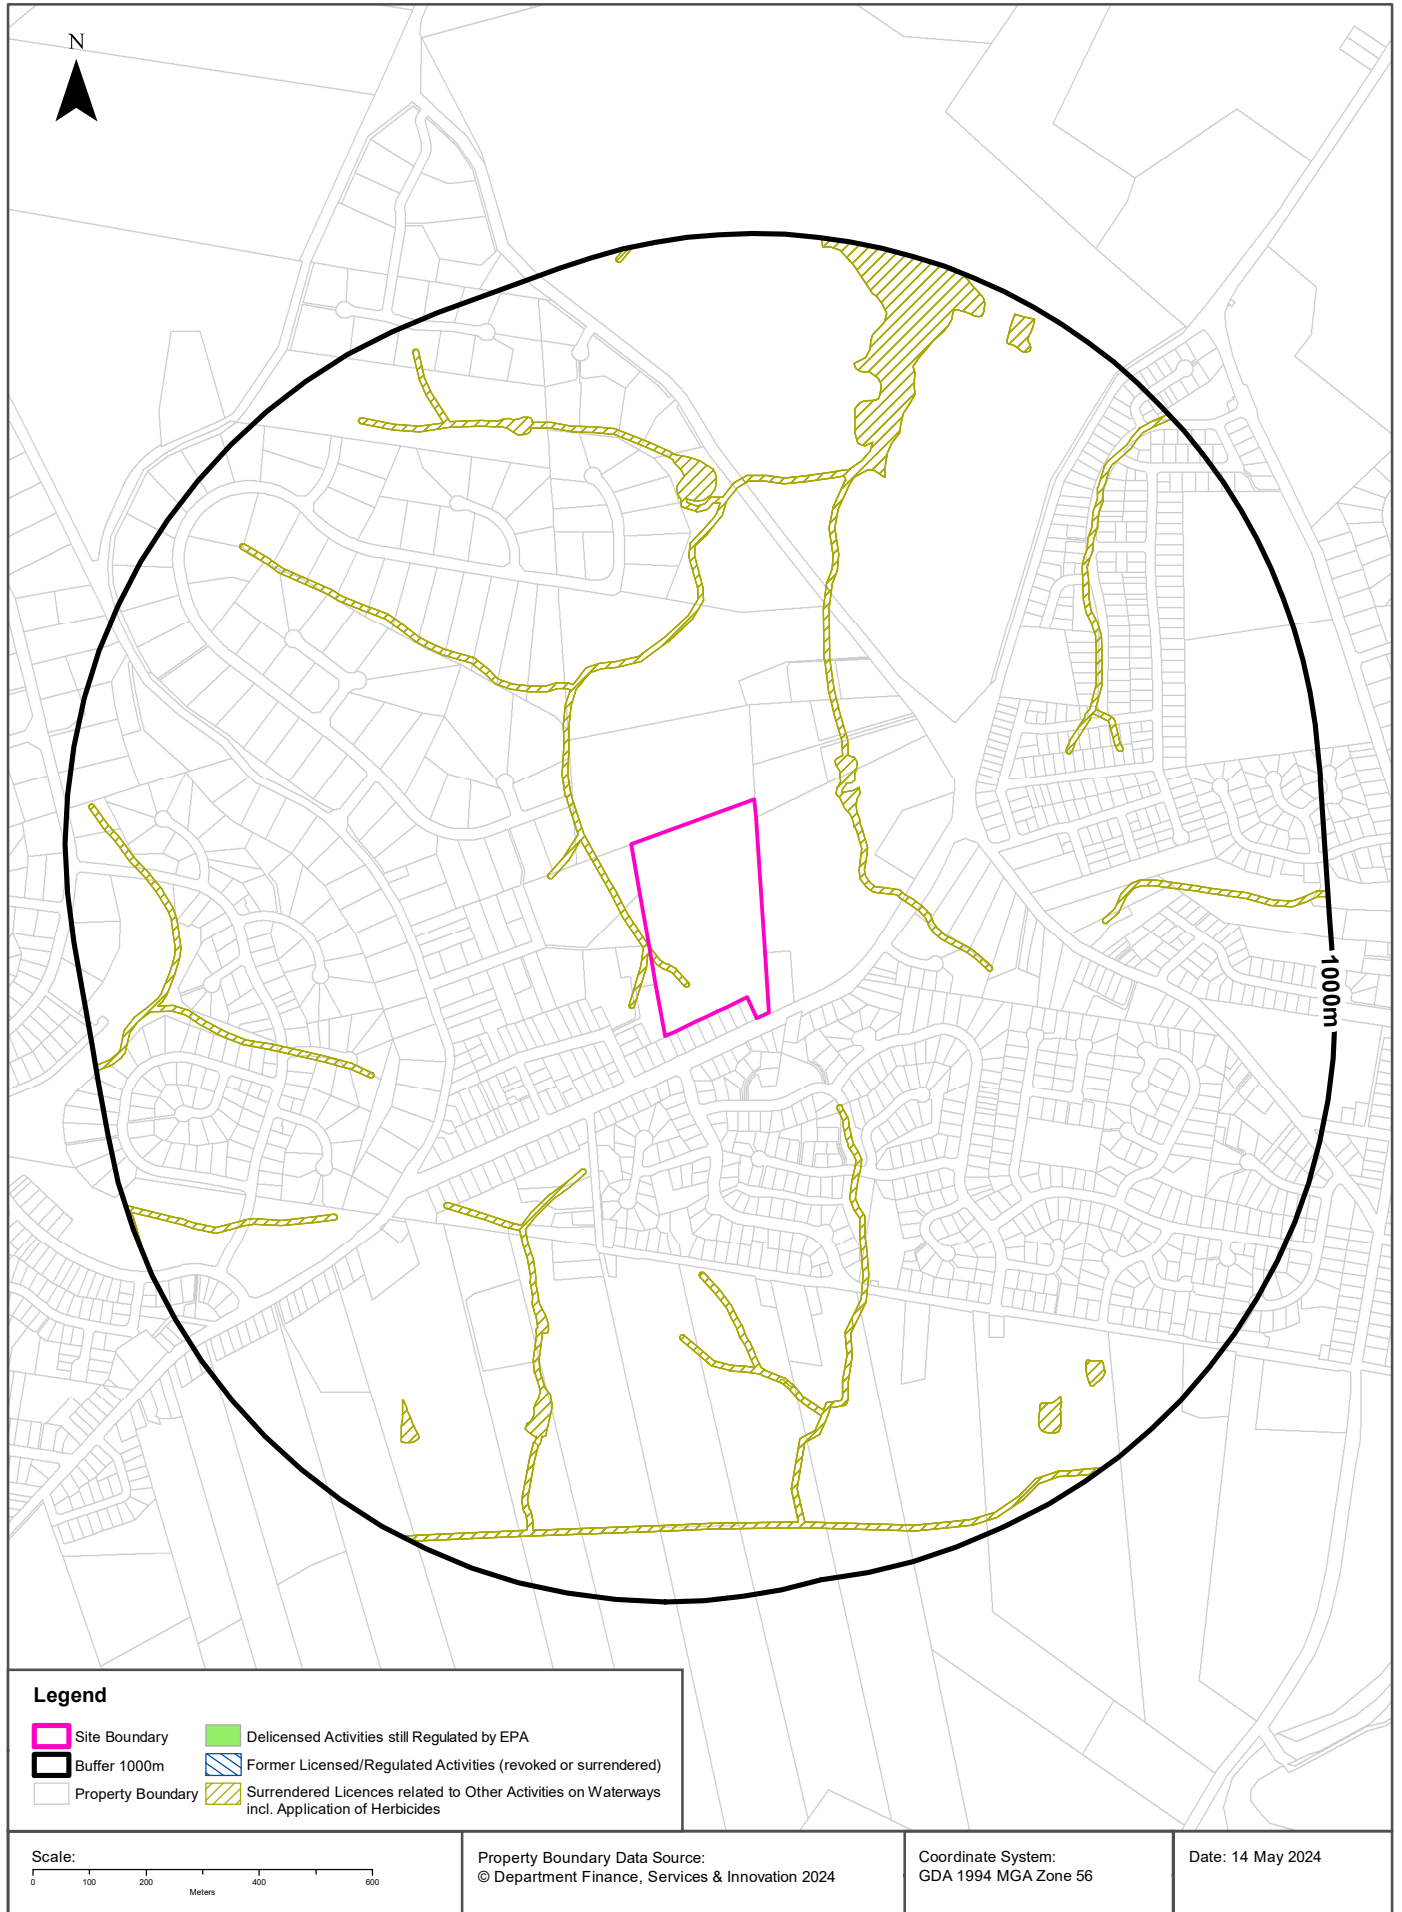 N
1000m
Legend
Site Boundary
Buffer 1000m
Property Boundary
Delicensed Activities still Regulated by EPA
Former Licensed/Regulated Activities (revoked or surrendered)
Surrendered Licences related to Other Activities on Waterways
incl. Application of Herbicides
Scale:
0 100 200 400 600
Meters
Property Boundary Data Source:
© Department Finance, Services & Innovation 2024
Coordinate System:
GDA 1994 MGA Zone 56
Date: 14 May 2024